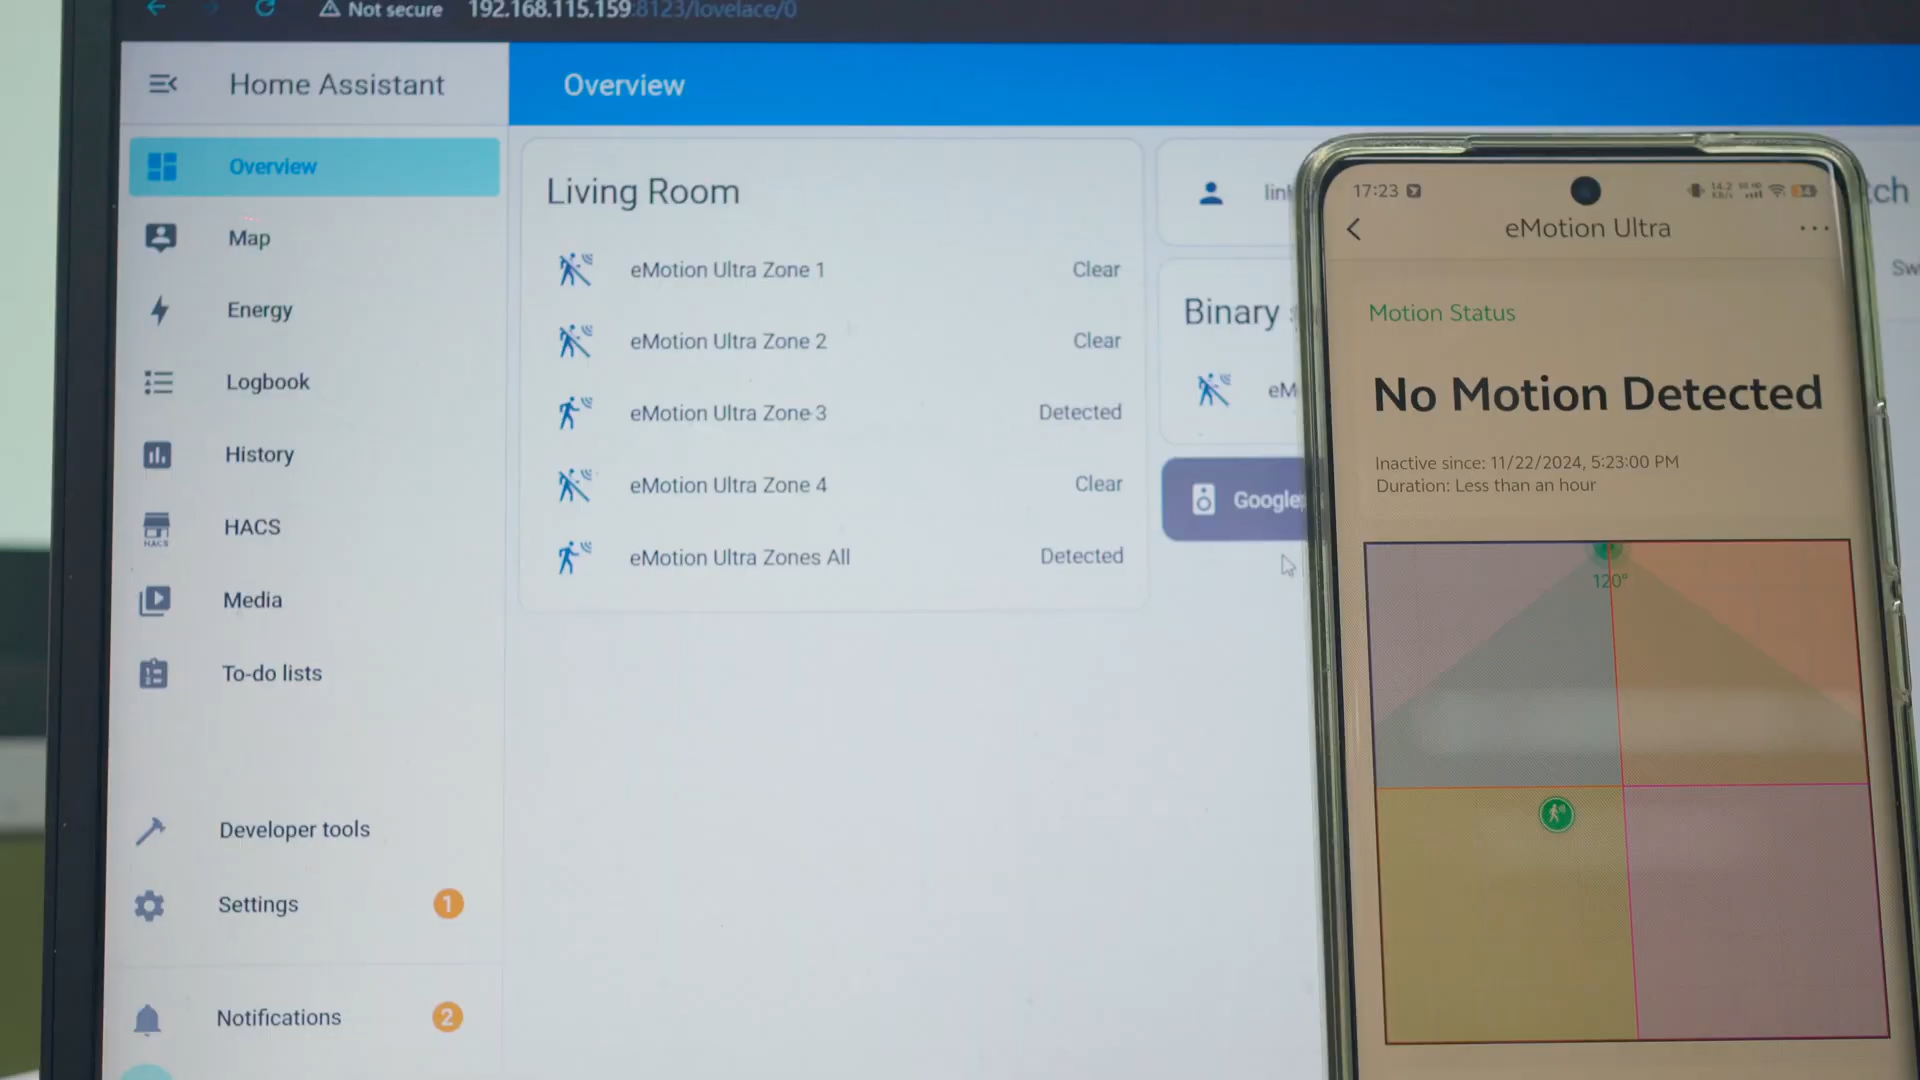 Not secure 192.168.115.159:8123/lovelace/0
Home Assistant
Overview
Overview
Map
Energy
Logbook
History
HACS
HACS
Media
To-do lists
Developer tools
Settings 1
Notifications 2
Living Room
eMotion Ultra Zone 1 Clear
eMotion Ultra Zone 2 Clear
eMotion Ultra Zone 3 Detected
eMotion Ultra Zone 4 Clear
eMotion Ultra Zones All Detected
Binary
Google
17:23
eMotion Ultra
Motion Status
No Motion Detected
Inactive since: 11/22/2024, 5:23:00 PM
Duration: Less than an hour
120°